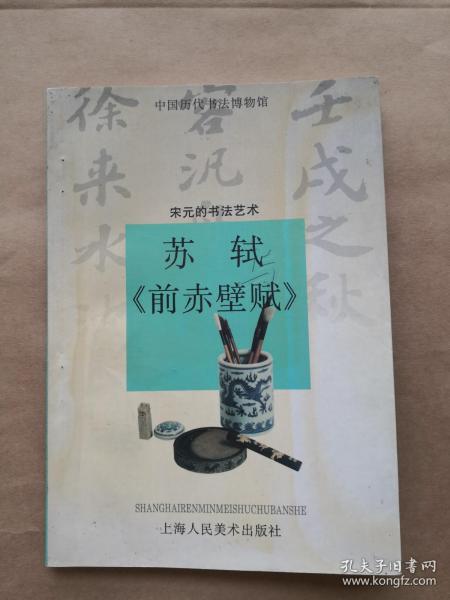 中国历代书法博物馆
壬戌之秋
客汎
徐来水
宋元的书法艺术
苏轼
《前赤壁赋》
SHANGHAIRENMINMEISHUCHUBANSHE
上海人民美术出版社
孔夫子旧书网
www.kongfz.com